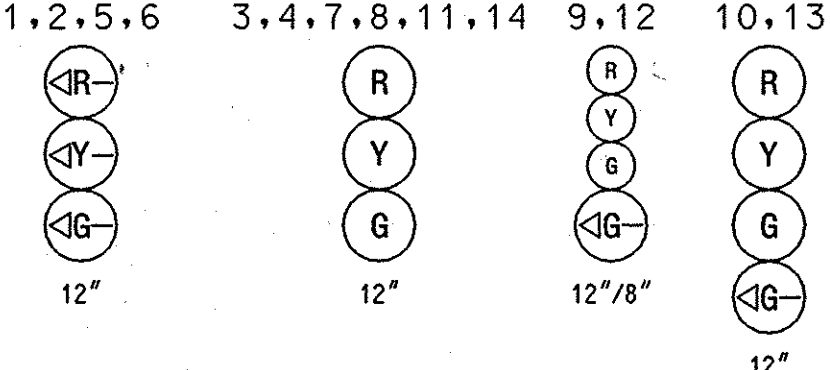 1,2,5,6 3,4,7,8,11,14 9,12 10,13
R R R R
Y Y Y Y
G G G G
G G
12" 12" 12"/8" 12"